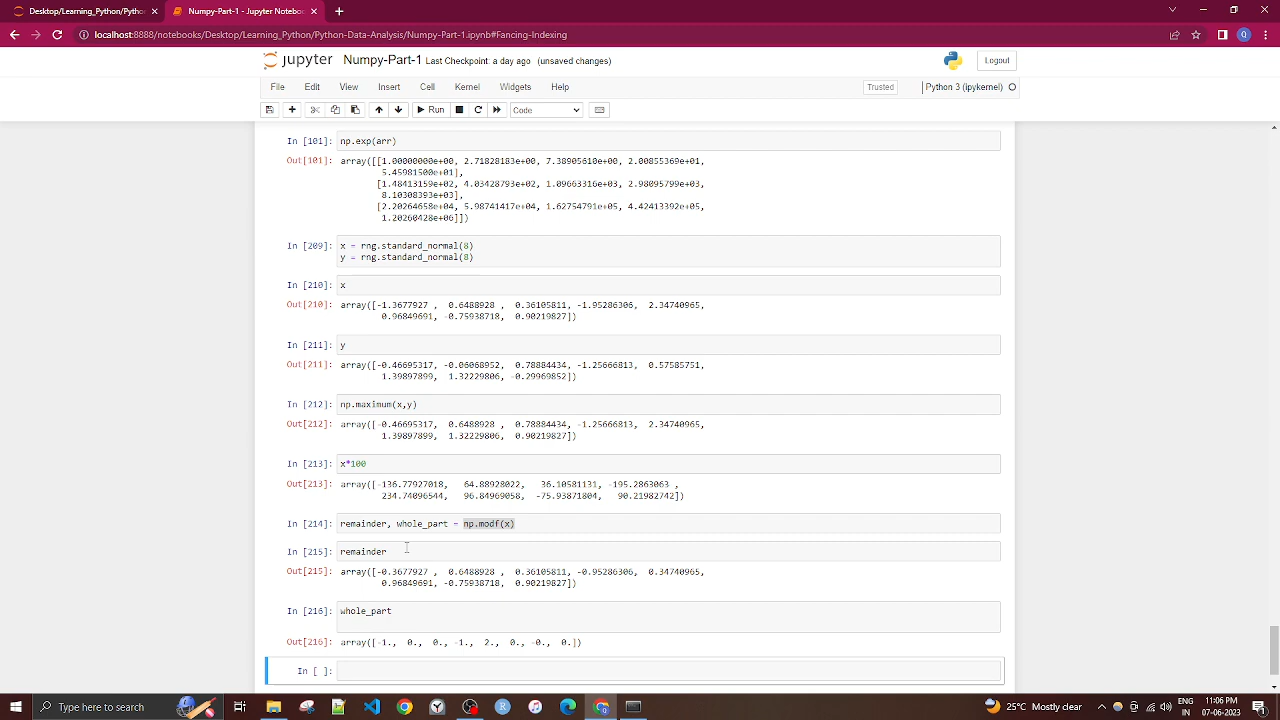 Desktop/Learning_Python/Python
Numpy-Part-1 - Jupyter Noteboo
localhost:8888/notebooks/Desktop/Learning_Python/Python-Data-Analysis/Numpy-Part-1.ipynb#Fancing-Indexing
Q
jupyter Numpy-Part-1 Last Checkpoint: a day ago (unsaved changes)
Logout
File Edit View Insert Cell Kernel Widgets Help
Trusted
Python 3 (ipykernel)
Run
Code
In [101]: np.exp(arr)
Out[101]: array([[1.00000000e+00, 2.71828183e+00, 7.38905610e+00, 2.00855369e+01,
5.45981500e+01],
[1.48413159e+02, 4.03428793e+02, 1.09663316e+03, 2.98095799e+03,
8.10308393e+03],
[2.20264658e+04, 5.98741417e+04, 1.62754791e+05, 4.42413392e+05,
1.20260428e+06]])
In [209]: x = rng.standard_normal(8)
y = rng.standard_normal(8)
In [210]: x
Out[210]: array([-1.3677927 , 0.6488928 , 0.36105811, -1.95286306, 2.34740965,
0.96849691, -0.75938718, 0.90219827])
In [211]: y
Out[211]: array([-0.46695317, -0.06068952, 0.78884434, -1.25666813, 0.57585751,
1.39897899, 1.32229806, -0.29969852])
In [212]: np.maximum(x,y)
Out[212]: array([-0.46695317, 0.6488928 , 0.78884434, -1.25666813, 2.34740965,
1.39897899, 1.32229806, 0.90219827])
In [213]: x*100
Out[213]: array([-136.77927018, 64.88928022, 36.10581131, -195.2863063 ,
234.74096544, 96.84969058, -75.93871804, 90.21982742])
In [214]: remainder, whole_part = np.modf(x)
In [215]: remainder
Out[215]: array([-0.3677927 , 0.6488928 , 0.36105811, -0.95286306, 0.34740965,
0.96849691, -0.75938718, 0.90219827])
In [216]: whole_part
Out[216]: array([-1., 0., 0., -1., 2., 0., -0., 0.])
In [ ]:
Type here to search
25°C Mostly clear
ENG
IN
11:06 PM
07-06-2023